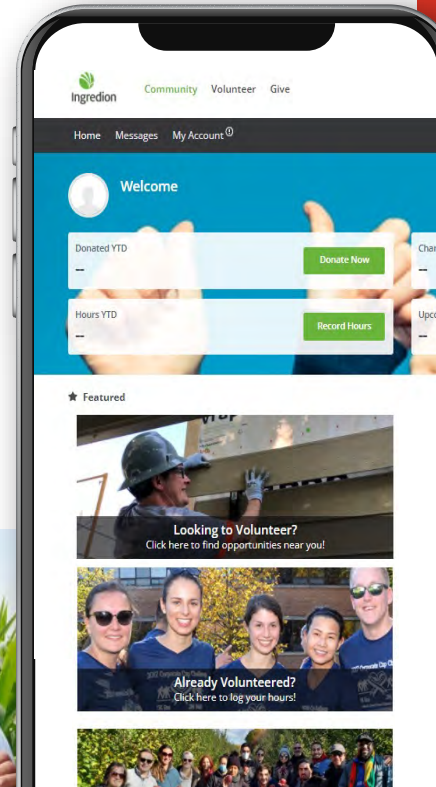 Ingredion
Community Volunteer Give
Home Messages My Account
Welcome
Donated YTD
--
Donate Now
Hours YTD
--
Record Hours
Featured
Looking to Volunteer?
Click here to find opportunities near you!
Already Volunteered?
Click here to log your hours!